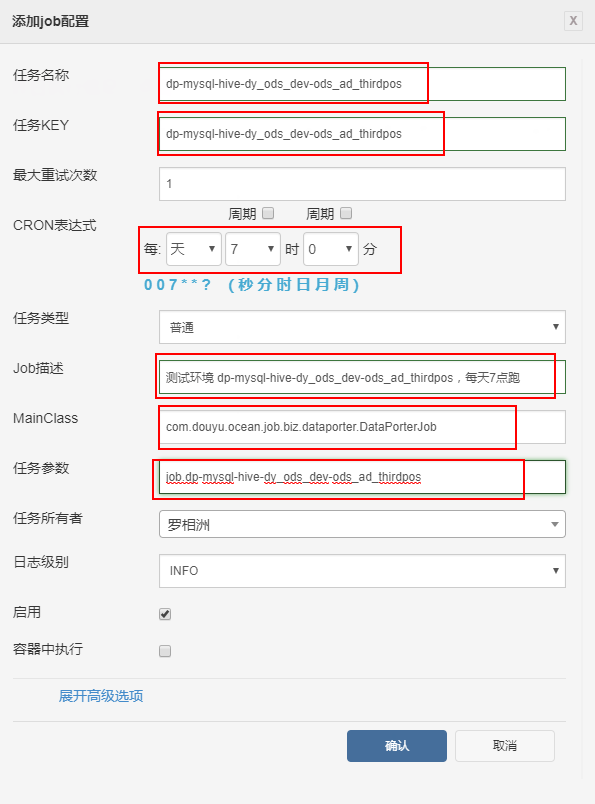 添加job配置
X
任务名称
dp-mysql-hive-dy_ods_dev-ods_ad_thirdpos
任务KEY
dp-mysql-hive-dy_ods_dev-ods_ad_thirdpos
最大重试次数
1
周期 周期
CRON表达式
每: 天 7 时 0 分
0 0 7 * * ? (秒 分 时 日 月 周)
任务类型
普通
Job描述
测试环境 dp-mysql-hive-dy_ods_dev-ods_ad_thirdpos，每天7点跑
MainClass
com.douyu.ocean.job.biz.dataporter.DataPorterJob
任务参数
job.dp-mysql-hive-dy_ods_dev-ods_ad_thirdpos
任务所有者
罗相洲
日志级别
INFO
启用
容器中执行
展开高级选项
确认 取消